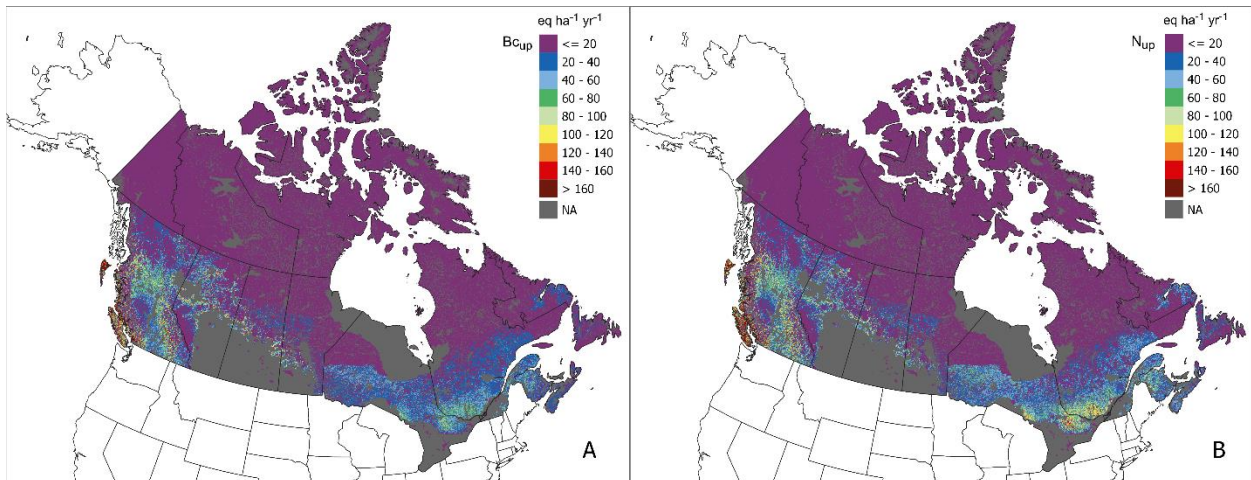 eq ha⁻¹ yr⁻¹
Bcup
<= 20
20 - 40
40 - 60
60 - 80
80 - 100
100 - 120
120 - 140
140 - 160
> 160
NA
A
eq ha⁻¹ yr⁻¹
Nup
<= 20
20 - 40
40 - 60
60 - 80
80 - 100
100 - 120
120 - 140
140 - 160
> 160
NA
B